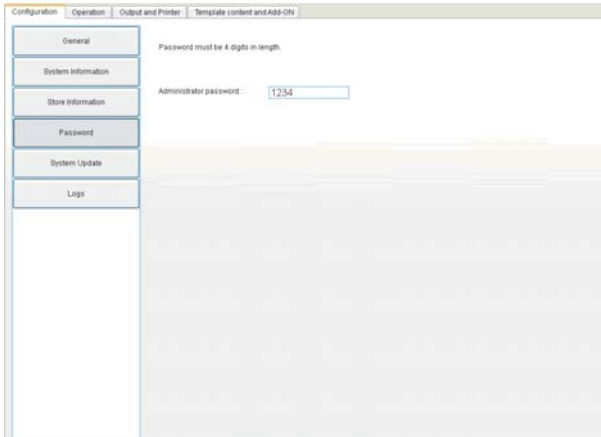 Configuration Operation Output and Printer Template content and Add-ON
General
Password must be 4 digits in length.
System Information
Administrator password : 1234
Store Information
Password
System Update
Logs